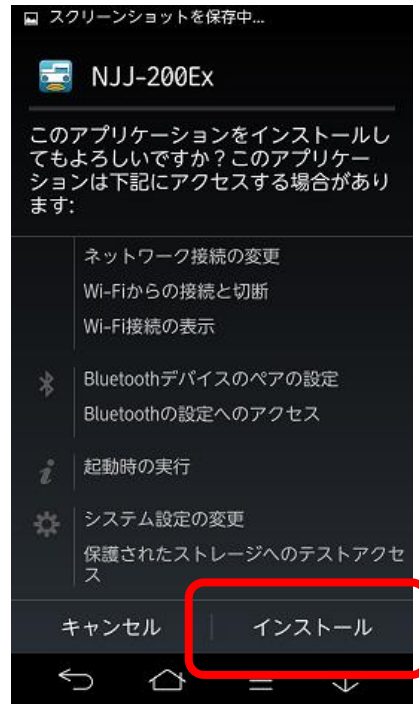 スクリーンショットを保存中...
NJJ-200Ex
このアプリケーションをインストールし
てもよろしいですか？このアプリケー
ションは下記にアクセスする場合があり
ます:
ネットワーク接続の変更
Wi-Fiからの接続と切断
Wi-Fi接続の表示
Bluetoothデバイスのペアの設定
Bluetoothの設定へのアクセス
起動時の実行
システム設定の変更
保護されたストレージへのテストアクセ
ス
キャンセル
インストール